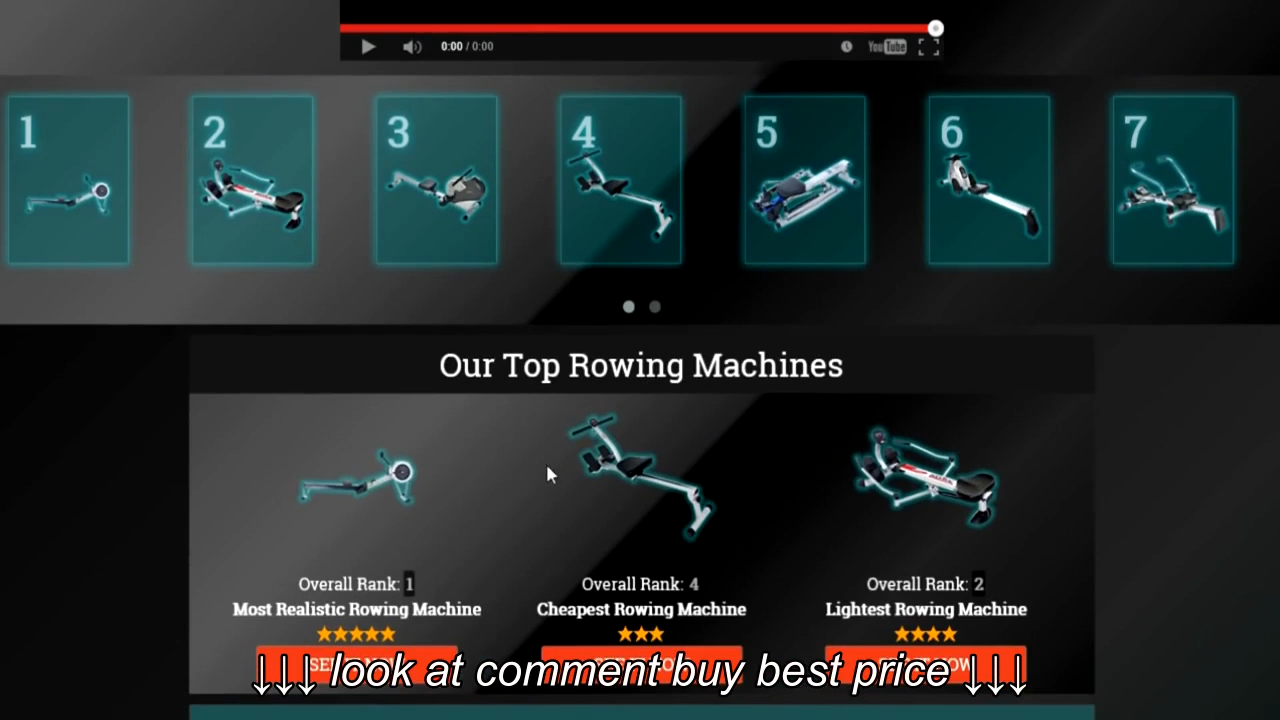 0:00 / 0:00
YouTube
1 2 3 4 5 6 7
Our Top Rowing Machines
Overall Rank: 1
Most Realistic Rowing Machine
Overall Rank: 4
Cheapest Rowing Machine
Overall Rank: 2
Lightest Rowing Machine
↓↓↓ look at comment buy best price ↓↓↓